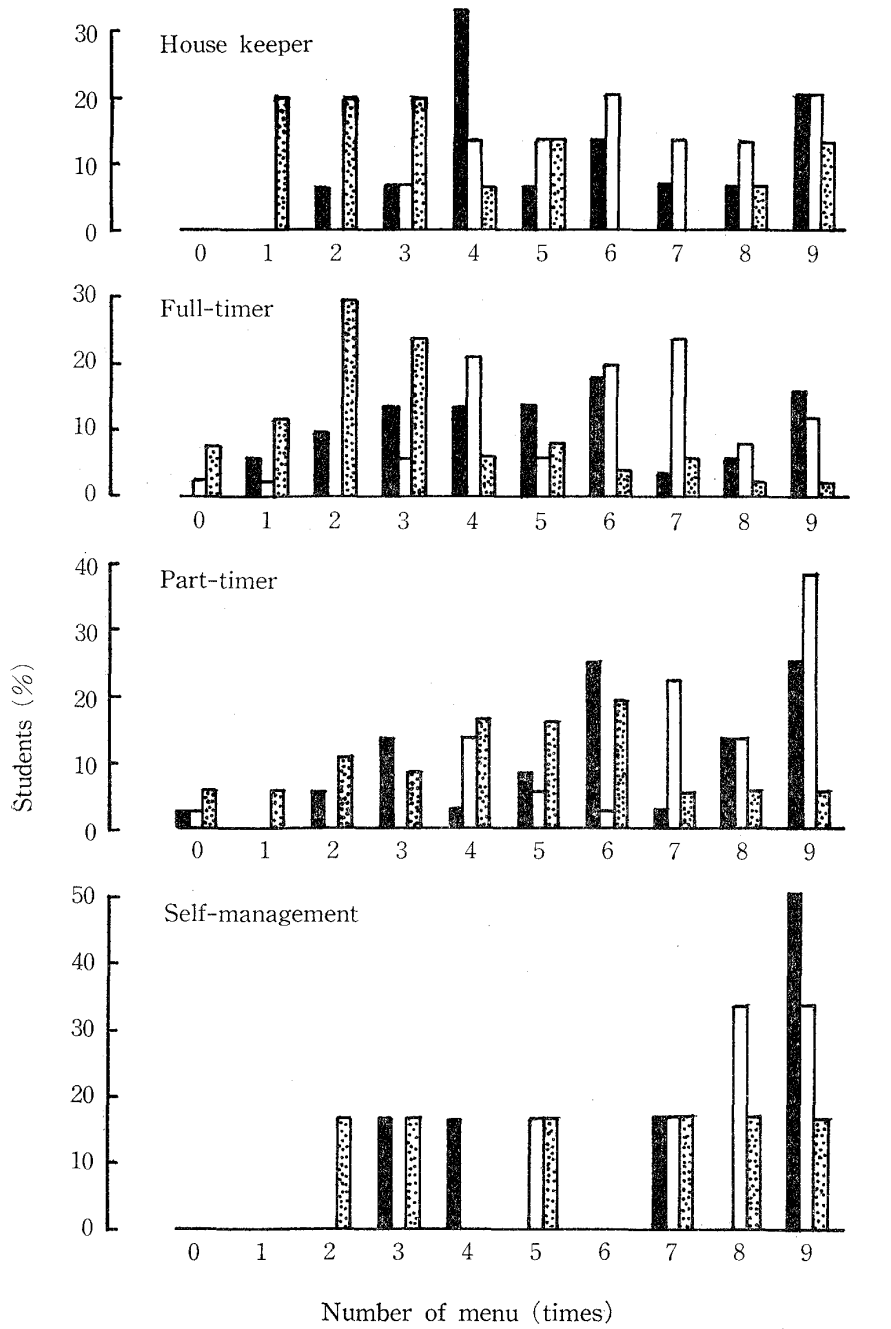 House keeper
30
20
10
0
0 1 2 3 4 5 6 7 8 9
Full-timer
30
20
10
0
0 1 2 3 4 5 6 7 8 9
Part-timer
40
30
20
10
0
0 1 2 3 4 5 6 7 8 9
Students (%)
Self-management
50
40
30
20
10
0
0 1 2 3 4 5 6 7 8 9
Number of menu (times)